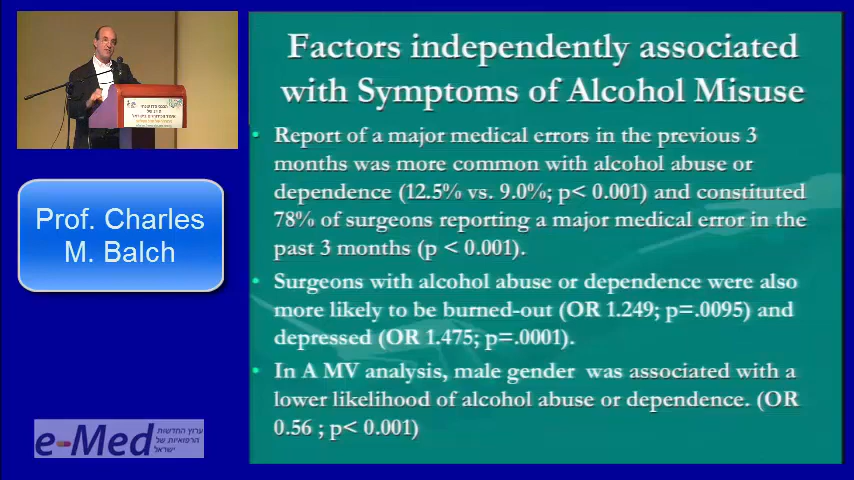 Factors independently associated
with Symptoms of Alcohol Misuse
• Report of a major medical errors in the previous 3
months was more common with alcohol abuse or
dependence (12.5% vs. 9.0%; p< 0.001) and constituted
78% of surgeons reporting a major medical error in the
past 3 months (p < 0.001).
• Surgeons with alcohol abuse or dependence were also
more likely to be burned-out (OR 1.249; p=.0095) and
depressed (OR 1.475; p=.0001).
• In A MV analysis, male gender was associated with a
lower likelihood of alcohol abuse or dependence. (OR
0.56 ; p< 0.001)
Prof. Charles
M. Balch
e-Med
ערוץ החדשות
הרפואיות של
ישראל